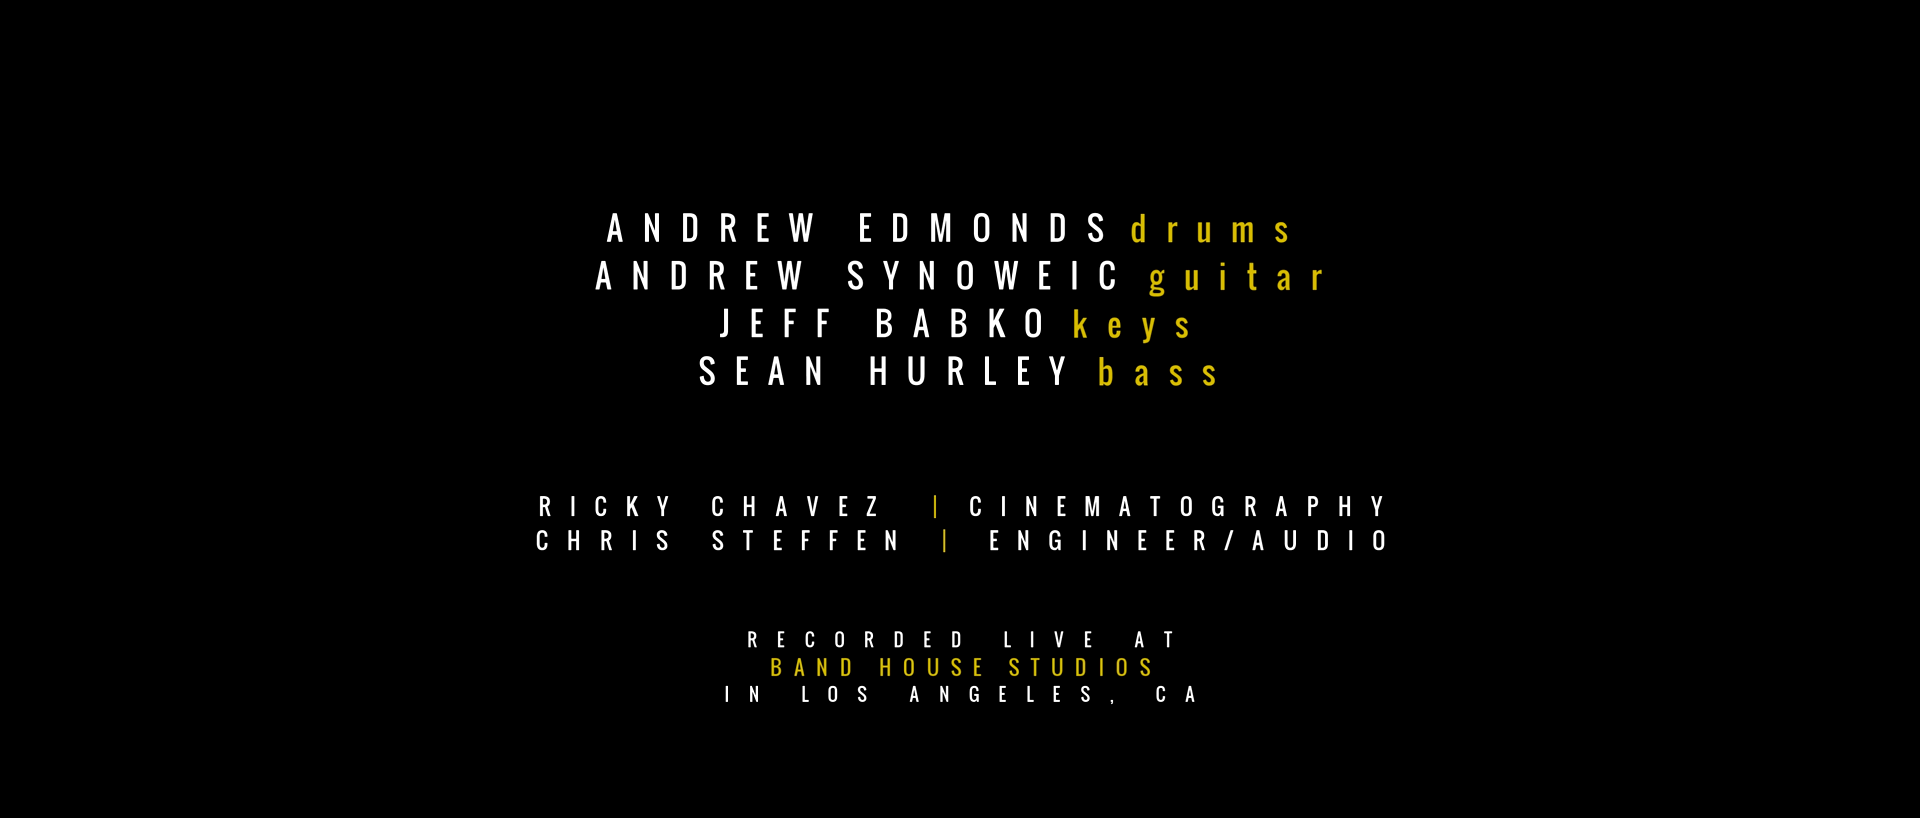 ANDREW EDMONDS drums
ANDREW SYNOWEIC guitar
JEFF BABKO keys
SEAN HURLEY bass
RICKY CHAVEZ | CINEMATOGRAPHY
CHRIS STEFFEN | ENGINEER/AUDIO
RECORDED LIVE AT
BAND HOUSE STUDIOS
IN LOS ANGELES, CA